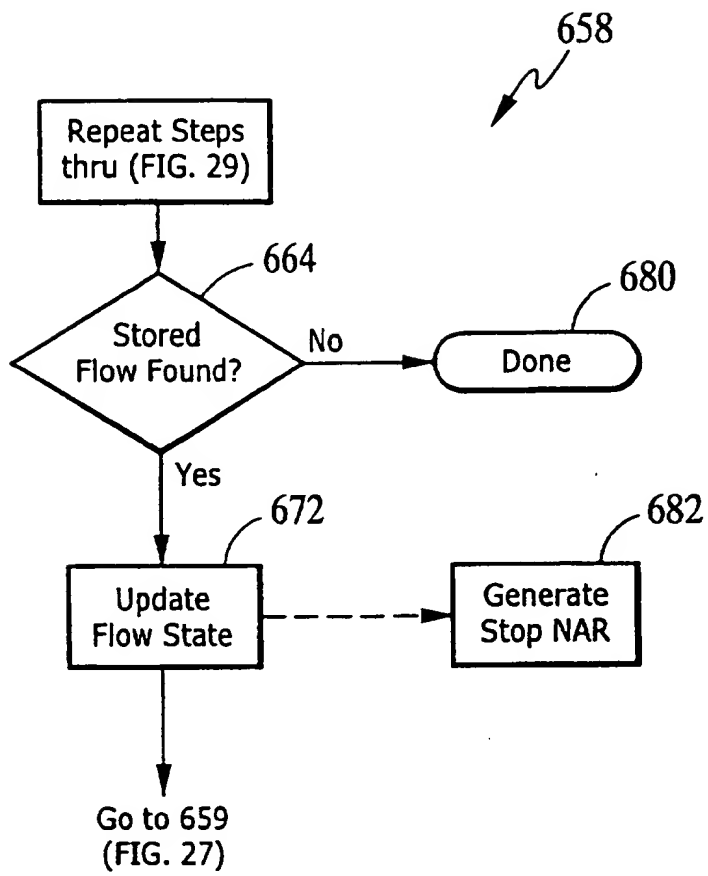 658
Repeat Steps
thru (FIG. 29)
664
Stored
Flow Found?
No
680
Done
Yes
672
Update
Flow State
682
Generate
Stop NAR
Go to 659
(FIG. 27)